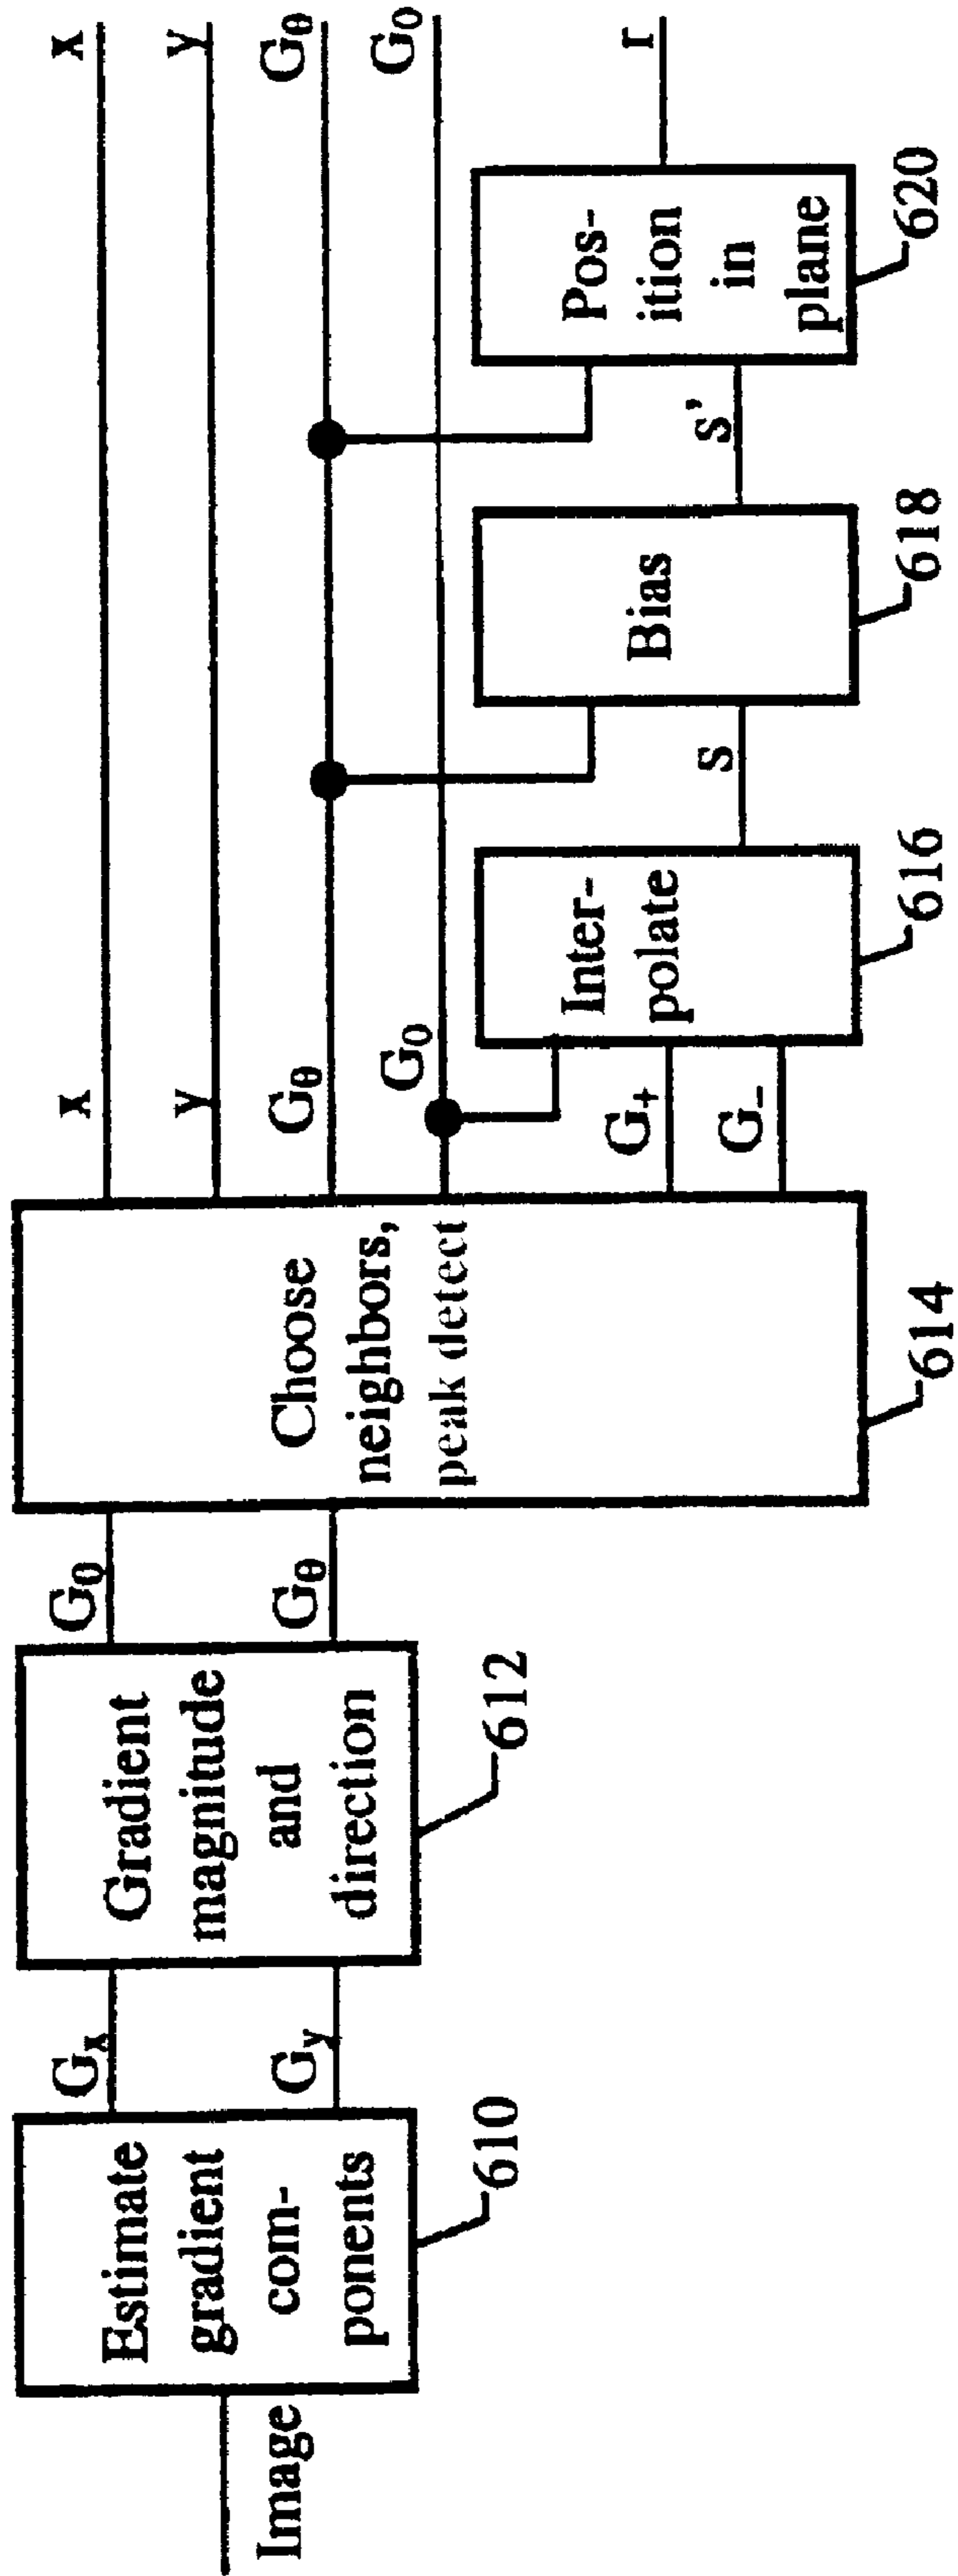 Image
Estimate
gradient
com-
ponents
610
Gx
Gy
Gradient
magnitude
and
direction
612
G0
Gθ
Choose
neighbors,
peak detect
614
x
y
Gθ
G0
G+
G-
Inter-
polate
616
s
Bias
618
s'
Pos-
ition
in
plane
620
x
y
Gθ
G0
r